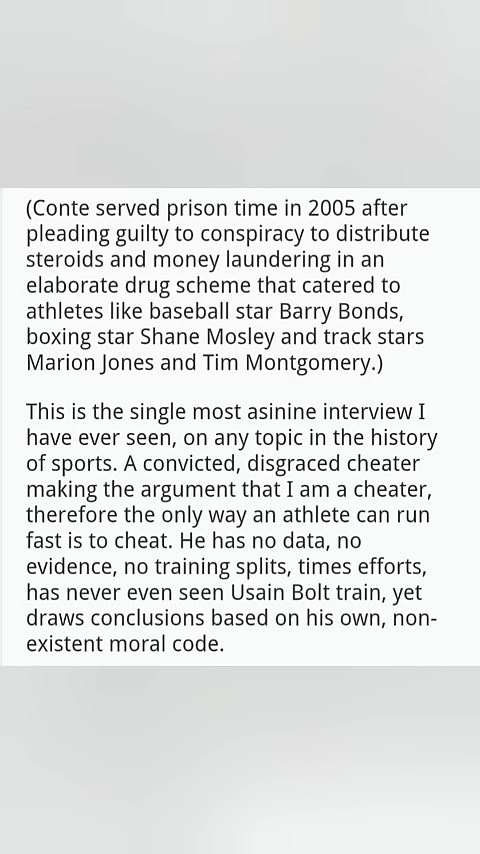 (Conte served prison time in 2005 after
pleading guilty to conspiracy to distribute
steroids and money laundering in an
elaborate drug scheme that catered to
athletes like baseball star Barry Bonds,
boxing star Shane Mosley and track stars
Marion Jones and Tim Montgomery.)
This is the single most asinine interview I
have ever seen, on any topic in the history
of sports. A convicted, disgraced cheater
making the argument that I am a cheater,
therefore the only way an athlete can run
fast is to cheat. He has no data, no
evidence, no training splits, times efforts,
has never even seen Usain Bolt train, yet
draws conclusions based on his own, non-
existent moral code.